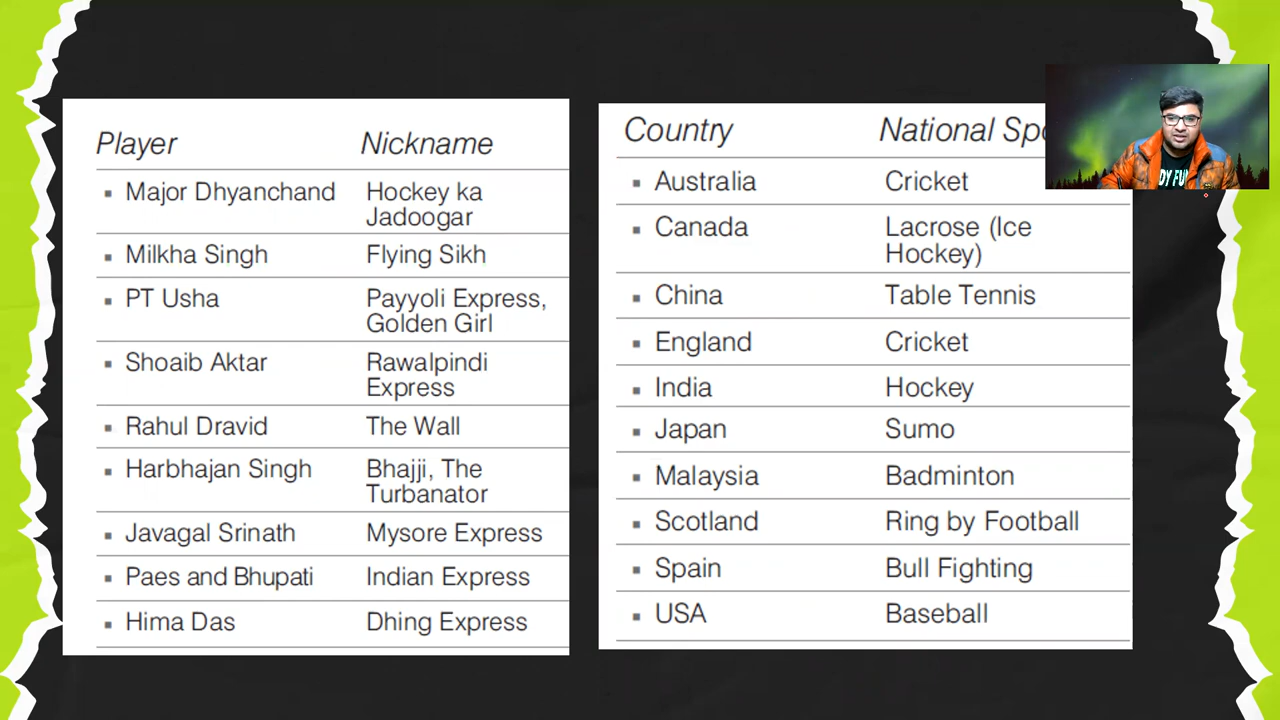 Player Nickname
Major Dhyanchand Hockey ka
Jadoogar
Milkha Singh Flying Sikh
PT Usha Payyoli Express,
Golden Girl
Shoaib Aktar Rawalpindi
Express
Rahul Dravid The Wall
Harbhajan Singh Bhajji, The
Turbanator
Javagal Srinath Mysore Express
Paes and Bhupati Indian Express
Hima Das Dhing Express
Country National
Australia Cricket
Canada Lacrose (Ice
Hockey)
China Table Tennis
England Cricket
India Hockey
Japan Sumo
Malaysia Badminton
Scotland Ring by Football
Spain Bull Fighting
USA Baseball